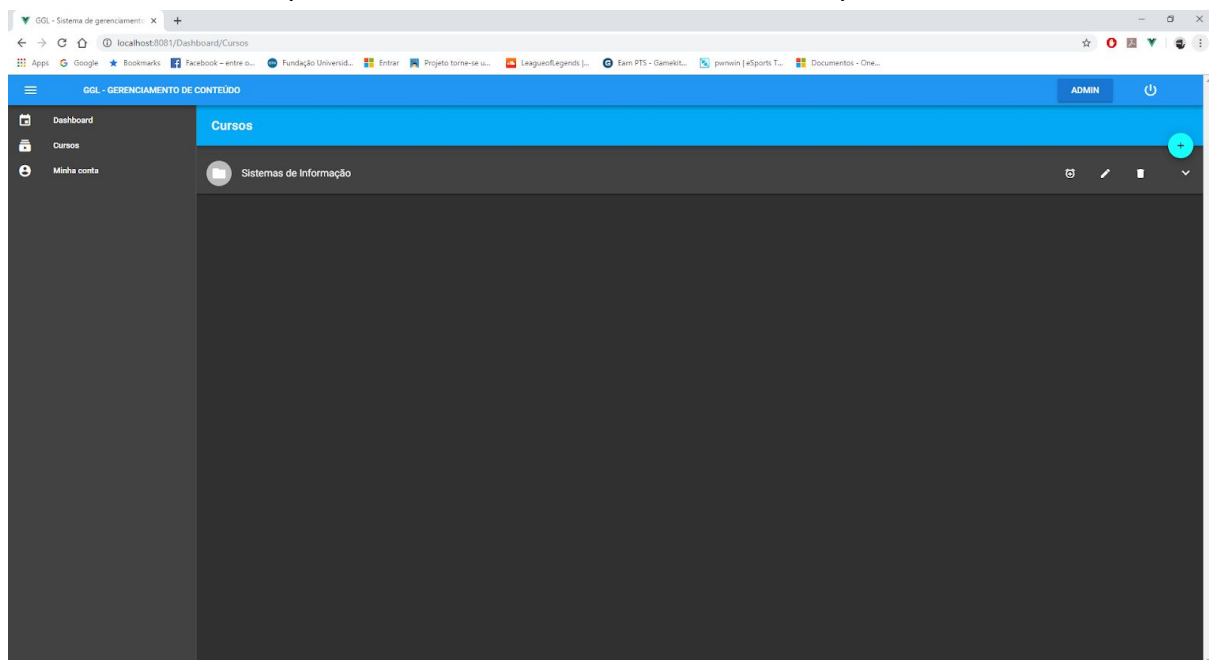 GGL - Sistema de gerenciament
localhost:8081/Dashboard/Cursos
Apps Google Bookmarks Facebook – entre o... Fundação Universid... Entrar Projeto torne-se u... LeagueofLegends |... Earn PTS - Gamekit... pwnwin | eSports T... Documentos - One...
GGL - GERENCIAMENTO DE CONTEÚDO ADMIN
Dashboard
Cursos
Minha conta
Cursos
Sistemas de Informação